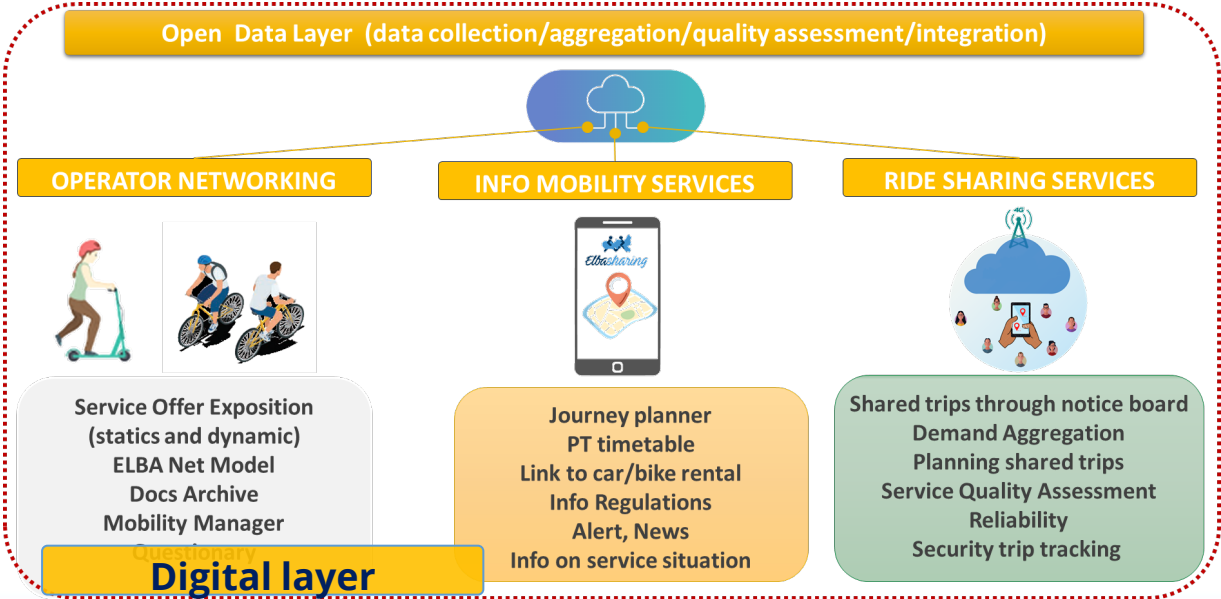 Open Data Layer (data collection/aggregation/quality assessment/integration)
OPERATOR NETWORKING
INFO MOBILITY SERVICES
RIDE SHARING SERVICES
4G
Elbasharing
Service Offer Exposition
(statics and dynamic)
ELBA Net Model
Docs Archive
Mobility Manager
Questionary
Journey planner
PT timetable
Link to car/bike rental
Info Regulations
Alert, News
Info on service situation
Shared trips through notice board
Demand Aggregation
Planning shared trips
Service Quality Assessment
Reliability
Security trip tracking
Digital layer